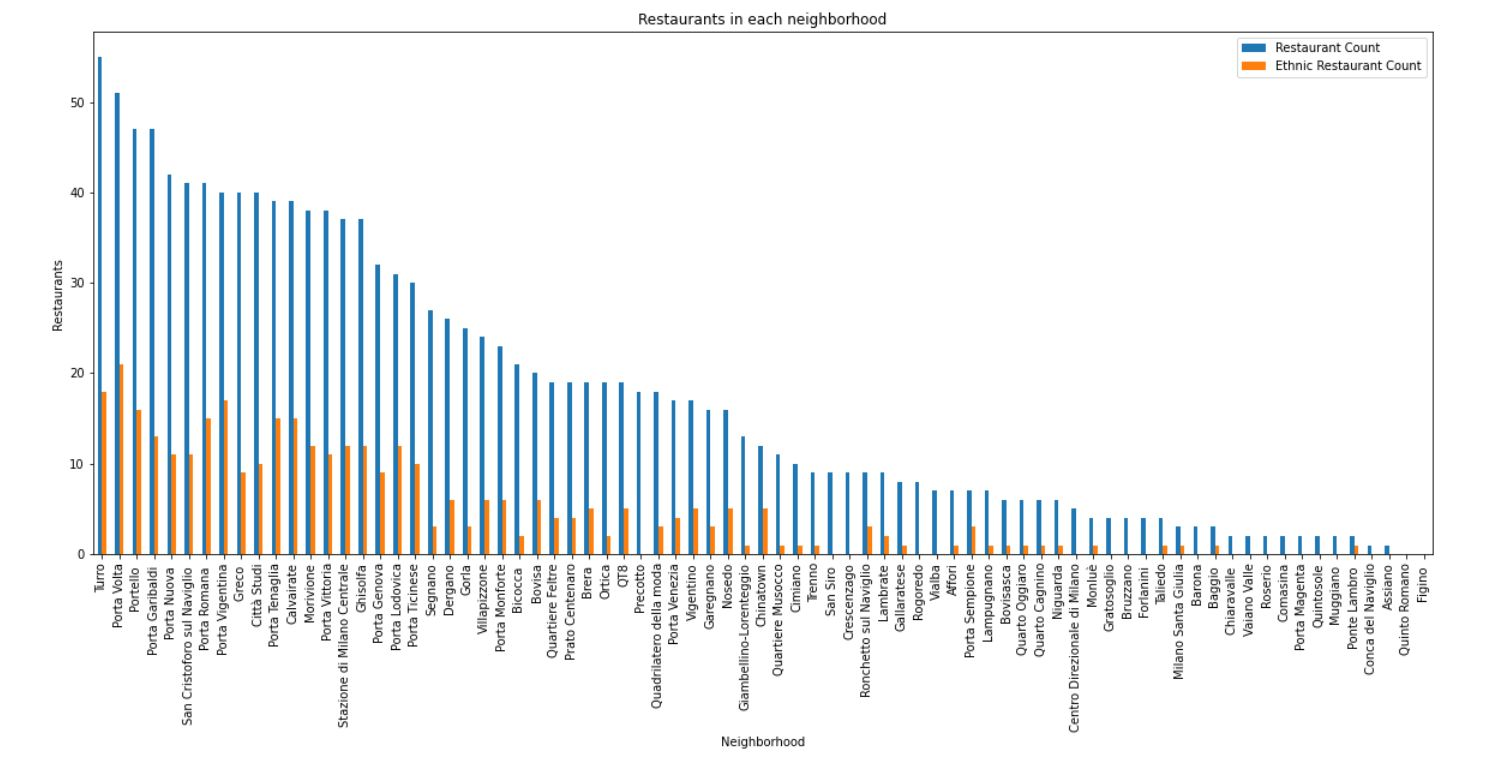 Restaurants in each neighborhood
Restaurant Count
Ethnic Restaurant Count
Restaurants
50
40
30
20
10
0
Turro
Porta Volta
Portello
Porta Garibaldi
Porta Nuova
San Cristoforo sul Naviglio
Porta Romana
Porta Vigentina
Greco
Città Studi
Porta Tenaglia
Calvairate
Morivione
Porta Vittoria
Stazione di Milano Centrale
Ghisolfa
Porta Genova
Porta Lodovica
Porta Ticinese
Segnano
Dergano
Gorla
Villapizzone
Porta Monforte
Bicocca
Bovisa
Quartiere Feltre
Prato Centenaro
Brera
Ortica
QT8
Precotto
Quadrilatero della moda
Porta Venezia
Vigentino
Garegnano
Nosedo
Giambellino-Lorenteggio
Chinatown
Quartiere Musocco
Cimiano
Trenno
San Siro
Crescenzago
Ronchetto sul Naviglio
Lambrate
Gallaratese
Rogoredo
Vialba
Affori
Porta Sempione
Lampugnano
Bovisasca
Quarto Oggiaro
Quarto Cagnino
Niguarda
Centro Direzionale di Milano
Monluè
Gratosoglio
Bruzzano
Forlanini
Taliedo
Milano Santa Giulia
Barona
Baggio
Chiaravalle
Vaiano Valle
Roserio
Comasina
Porta Magenta
Quintosole
Muggiano
Ponte Lambro
Conca del Naviglio
Assiano
Quinto Romano
Figino
Neighborhood